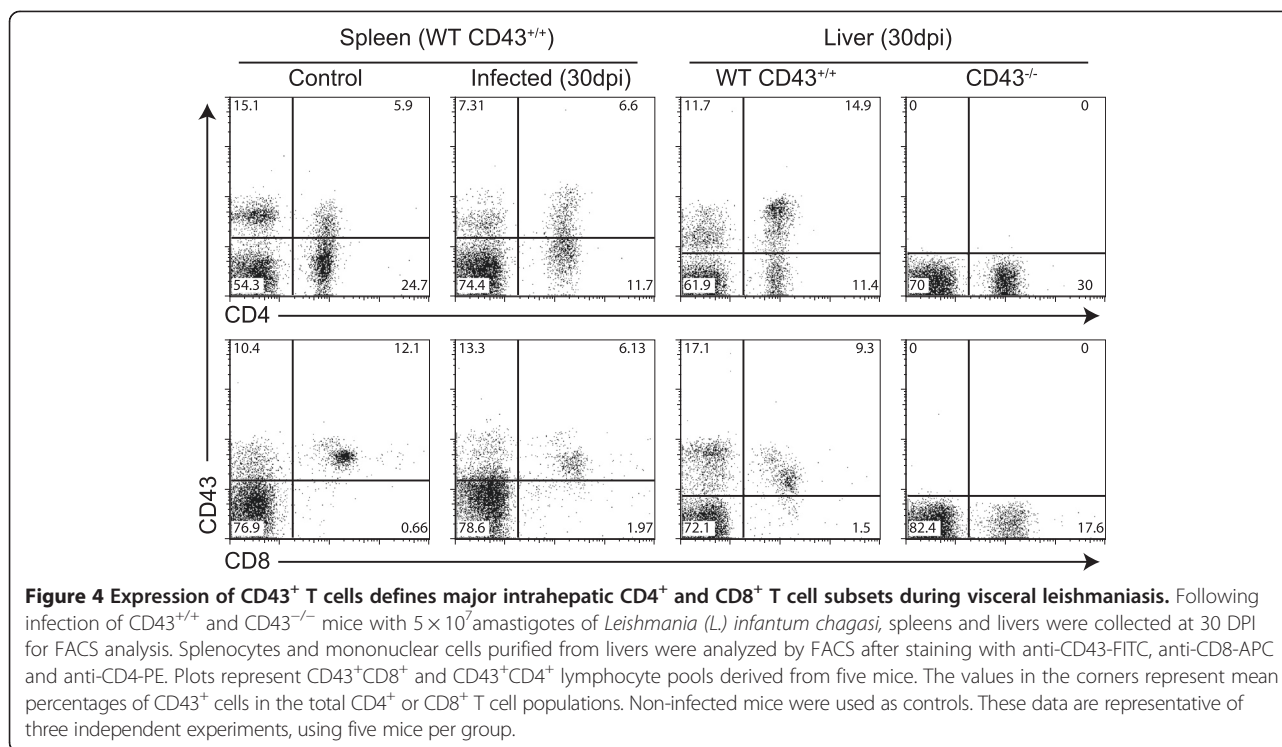 Spleen (WT CD43+/+) Liver (30dpi)
Control Infected (30dpi) WT CD43+/+ CD43-/-
15.1 5.9 7.31 6.6 11.7 14.9 0 0
54.3 24.7 74.4 11.7 61.9 11.4 70 30
CD4
10.4 12.1 13.3 6.13 17.1 9.3 0 0
CD43
76.9 0.66 78.6 1.97 72.1 1.5 82.4 17.6
CD8
Figure 4 Expression of CD43+ T cells defines major intrahepatic CD4+ and CD8+ T cell subsets during visceral leishmaniasis. Following
infection of CD43+/+ and CD43−/− mice with 5 × 10⁷amastigotes of Leishmania (L.) infantum chagasi, spleens and livers were collected at 30 DPI
for FACS analysis. Splenocytes and mononuclear cells purified from livers were analyzed by FACS after staining with anti-CD43-FITC, anti-CD8-APC
and anti-CD4-PE. Plots represent CD43+CD8+ and CD43+CD4+ lymphocyte pools derived from five mice. The values in the corners represent mean
percentages of CD43+ cells in the total CD4+ or CD8+ T cell populations. Non-infected mice were used as controls. These data are representative of
three independent experiments, using five mice per group.